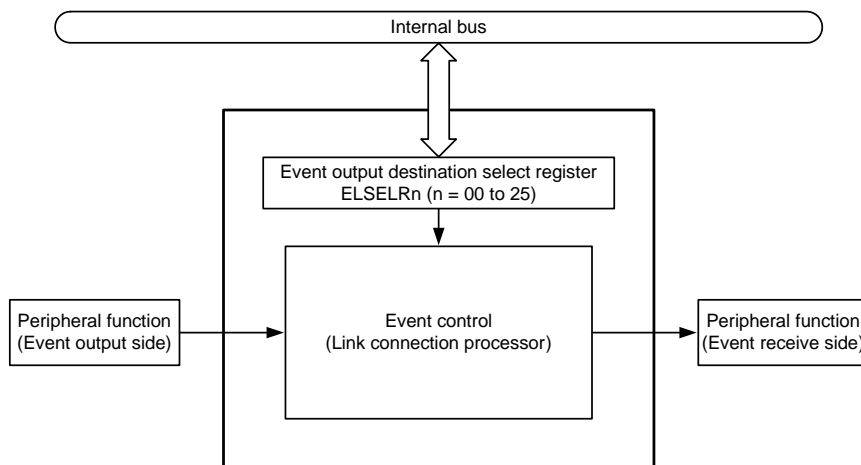 Internal bus
Event output destination select register
ELSELRn (n = 00 to 25)
Peripheral function
(Event output side)
Event control
(Link connection processor)
Peripheral function
(Event receive side)